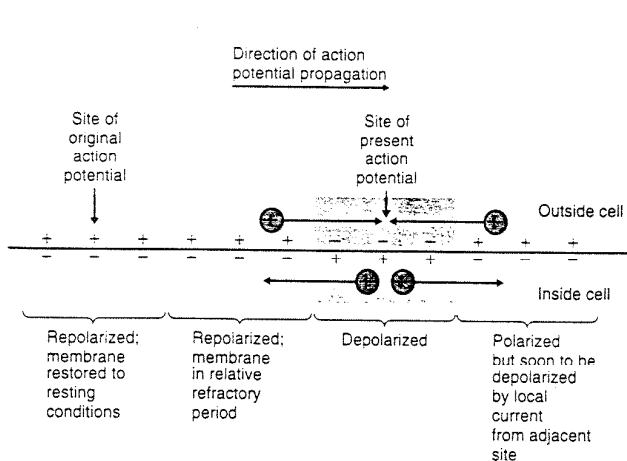 Direction of action
potential propagation
Site of
original
action
potential
Site of
present
action
potential
Outside cell
+ + + + + + − − − + + +
− − − − − − + + + − − −
+ +
Inside cell
Repolarized;
membrane
restored to
resting
conditions
Repolarized;
membrane
in relative
refractory
period
Depolarized
Polarized
but soon to be
depolarized
by local
current
from adjacent
site